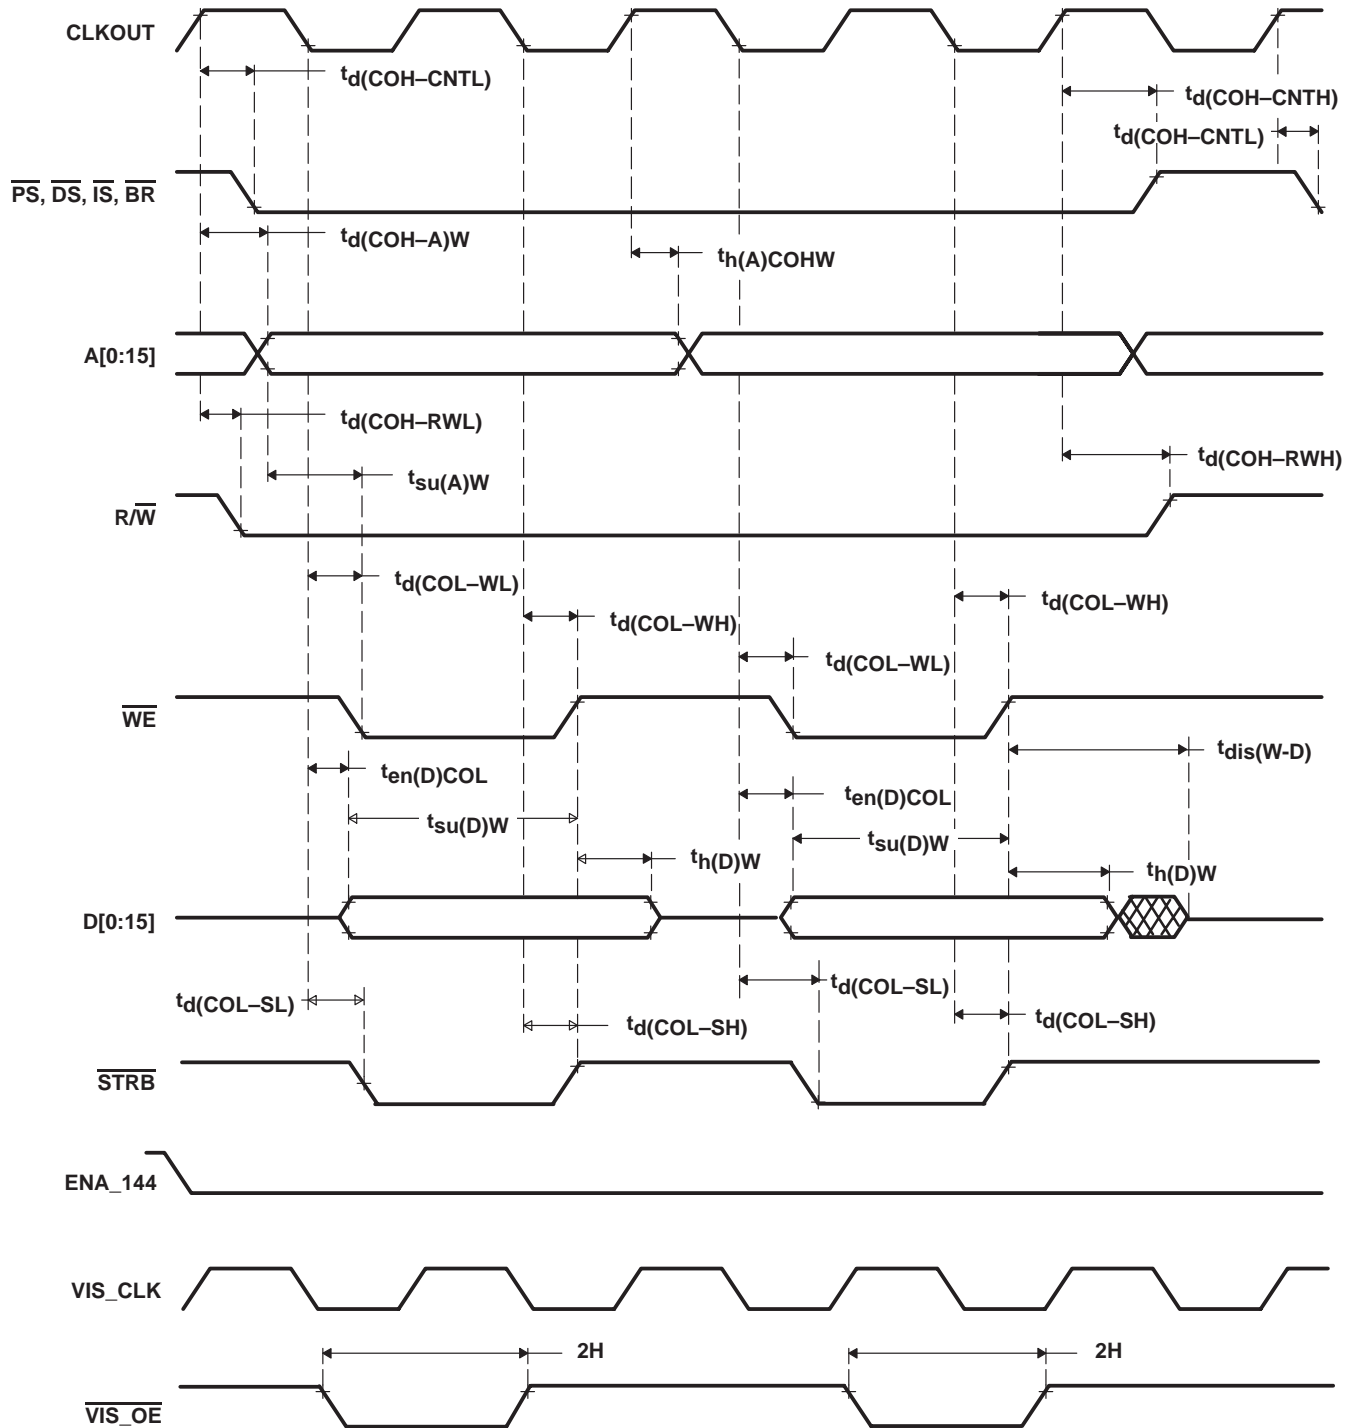 CLKOUT
td(COH–CNTL)
td(COH–CNTH)
td(COH–CNTL)
PS, DS, IS, BR
td(COH–A)W
th(A)COHW
A[0:15]
td(COH–RWL)
td(COH–RWH)
tsu(A)W
R/W
td(COL–WL)
td(COL–WH)
td(COL–WH)
td(COL–WL)
WE
tdis(W-D)
ten(D)COL
ten(D)COL
tsu(D)W
tsu(D)W
th(D)W
th(D)W
D[0:15]
td(COL–SL)
td(COL–SL)
td(COL–SH)
td(COL–SH)
STRB
ENA_144
VIS_CLK
2H
2H
VIS_OE